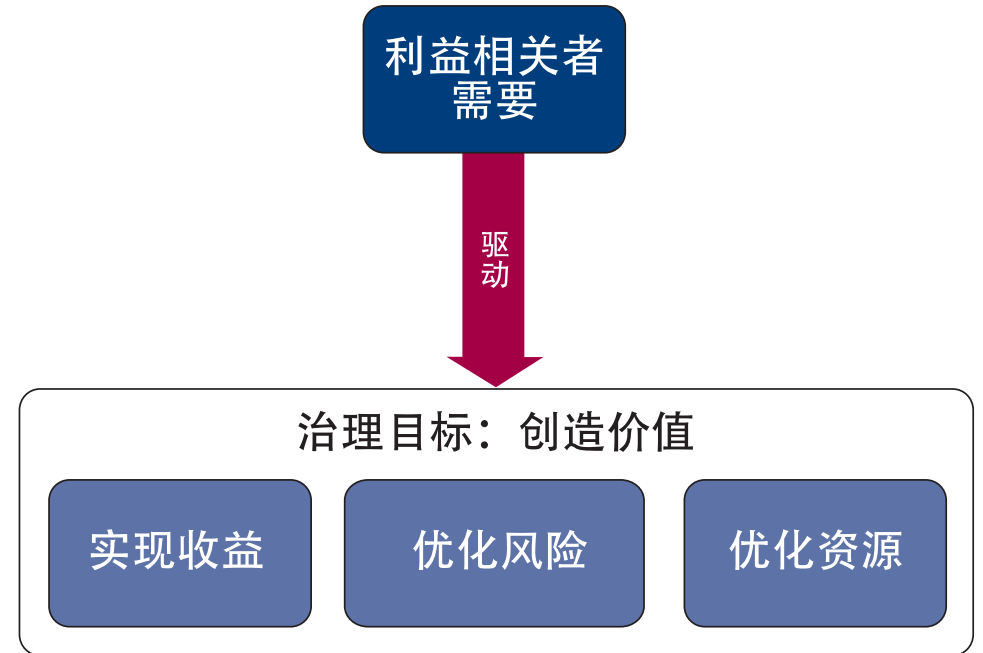 利益相关者
需要
驱
动
治理目标：创造价值
实现收益
优化风险
优化资源